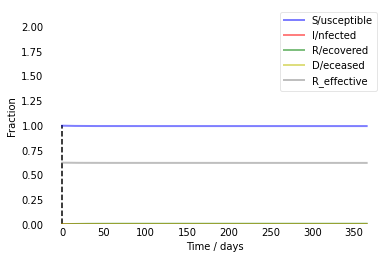 2.00
1.75
1.50
1.25
1.00
0.75
0.50
0.25
0.00
Fraction
S/usceptible
I/nfected
R/ecovered
D/eceased
R_effective
0 50 100 150 200 250 300 350
Time / days